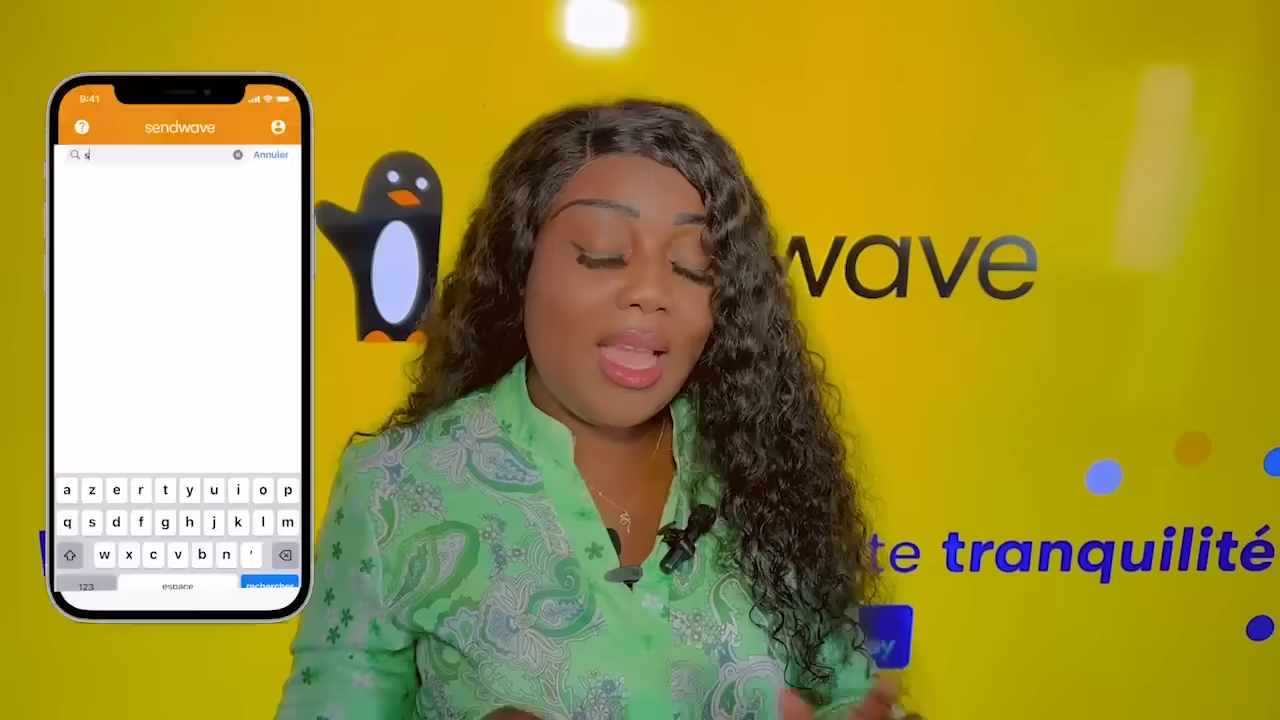 9:41
sendwave
s
Annuler
a z e r t y u i o p
q s d f g h j k l m
w x c v b n '
123 espace rechercher
wave
te tranquilité